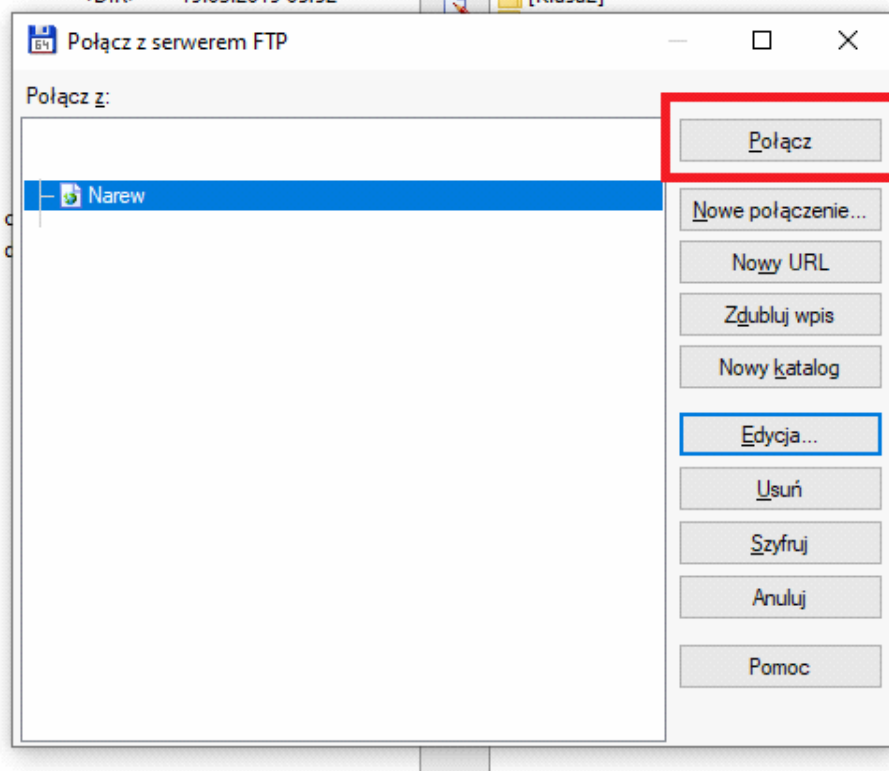 Połącz z serwerem FTP
Połącz z:
Połącz
Narew
Nowe połączenie...
Nowy URL
Zdubluj wpis
Nowy katalog
Edycja...
Usuń
Szyfruj
Anuluj
Pomoc